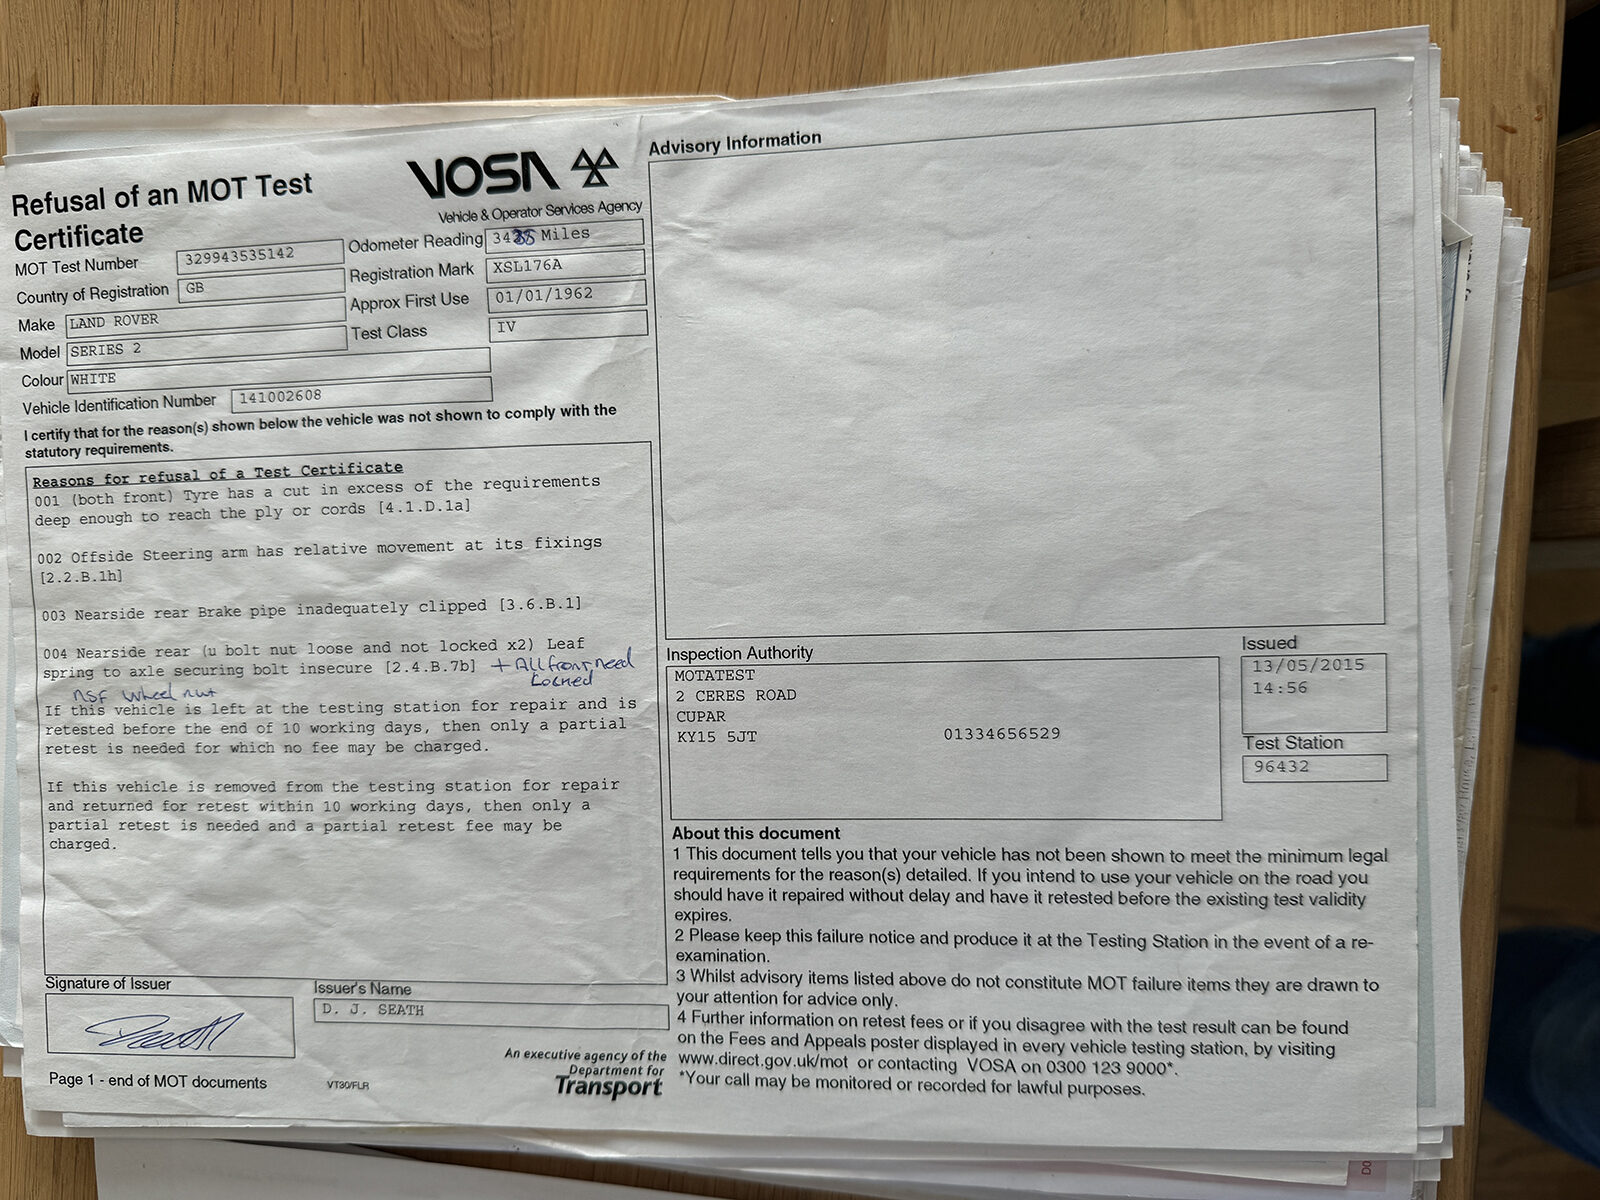 Refusal of an MOT Test
Certificate
VOSA
Vehicle & Operator Services Agency
MOT Test Number 329943535142
Odometer Reading Miles
Country of Registration GB
Registration Mark XSL176A
Make LAND ROVER
Approx First Use 01/01/1962
Model SERIES 2
Test Class IV
Colour WHITE
Vehicle Identification Number 141002608
I certify that for the reason(s) shown below the vehicle was not shown to comply with the
statutory requirements.
Reasons for refusal of a Test Certificate
001 (both front) Tyre has a cut in excess of the requirements
deep enough to reach the ply or cords [4.1.D.1a]
002 Offside Steering arm has relative movement at its fixings
[2.2.B.1h]
003 Nearside rear Brake pipe inadequately clipped [3.6.B.1]
004 Nearside rear (u bolt nut loose and not locked x2) Leaf
spring to axle securing bolt insecure [2.4.B.7b] + All front need
Locked
nsf wheel nut
If this vehicle is left at the testing station for repair and is
retested before the end of 10 working days, then only a partial
retest is needed for which no fee may be charged.
If this vehicle is removed from the testing station for repair
and returned for retest within 10 working days, then only a
partial retest is needed and a partial retest fee may be
charged.
Signature of Issuer
Issuer's Name
D. J. SEATH
An executive agency of the
Department for
Transport
Page 1 - end of MOT documents
VT30/FLR
Advisory Information
Inspection Authority
MOTATEST
2 CERES ROAD
CUPAR
KY15 5JT 01334656529
Issued
13/05/2015
14:56
Test Station
96432
About this document
1 This document tells you that your vehicle has not been shown to meet the minimum legal
requirements for the reason(s) detailed. If you intend to use your vehicle on the road you
should have it repaired without delay and have it retested before the existing test validity
expires.
2 Please keep this failure notice and produce it at the Testing Station in the event of a re-
examination.
3 Whilst advisory items listed above do not constitute MOT failure items they are drawn to
your attention for advice only.
4 Further information on retest fees or if you disagree with the test result can be found
on the Fees and Appeals poster displayed in every vehicle testing station, by visiting
www.direct.gov.uk/mot or contacting VOSA on 0300 123 9000*.
*Your call may be monitored or recorded for lawful purposes.